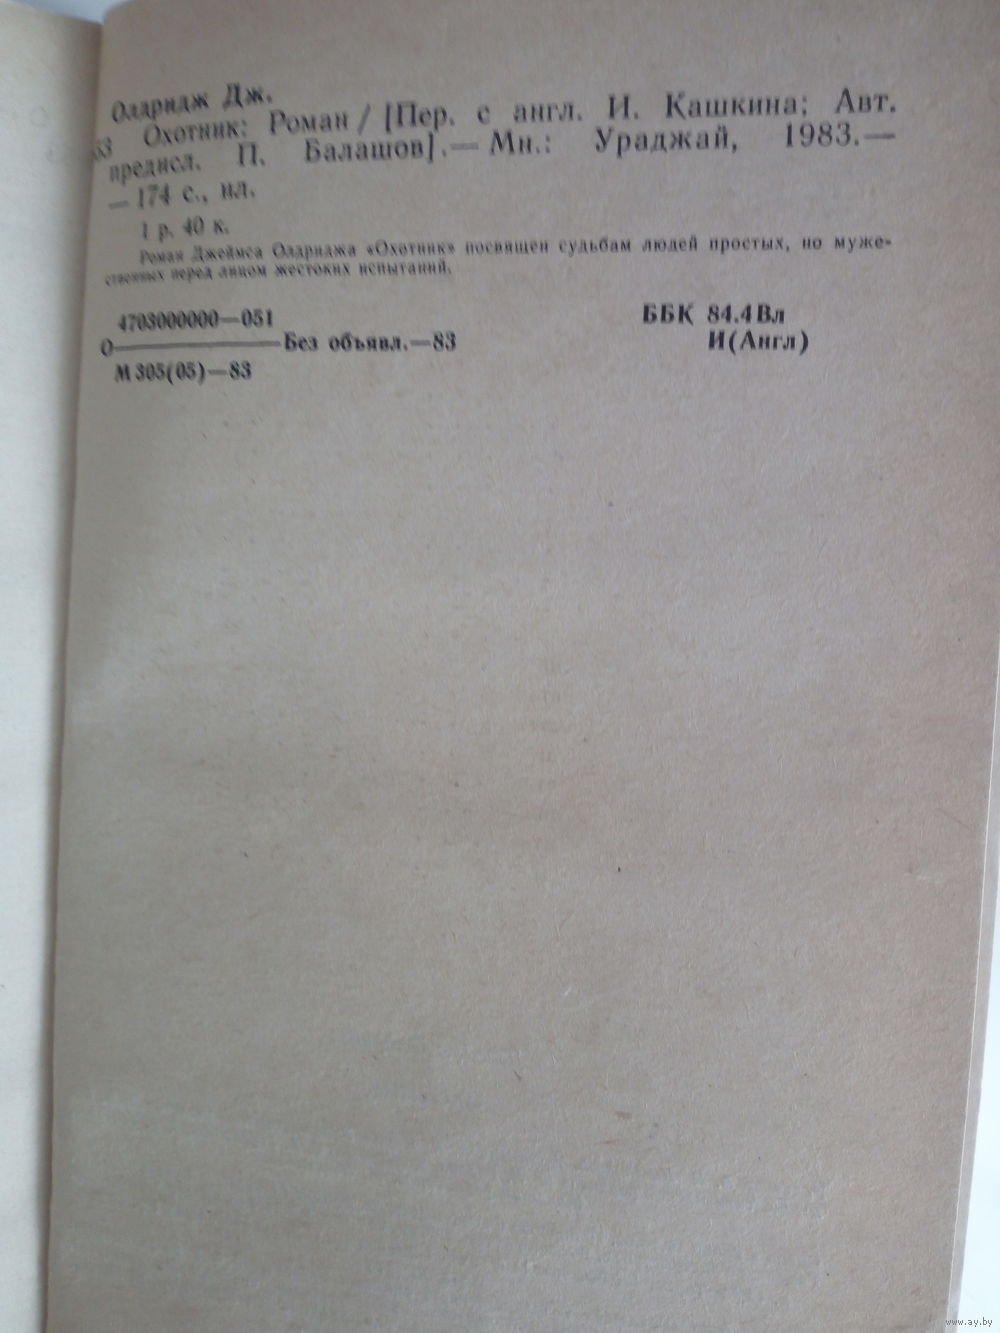 Олдридж Дж.
63 Охотник: Роман / [Пер. с англ. И. Кашкина; Авт.
предисл. П. Балашов].— Мн.: Ураджай, 1983.—
— 174 с., ил.
1 р. 40 к.
Роман Джеймса Олдриджа «Охотник» посвящен судьбам людей простых, но муже-
ственных перед лицом жестоких испытаний.
4703000000—051
О Без объявл.—83
М 305(05)—83
ББК 84.4Вл
И(Англ)
www.ay.by